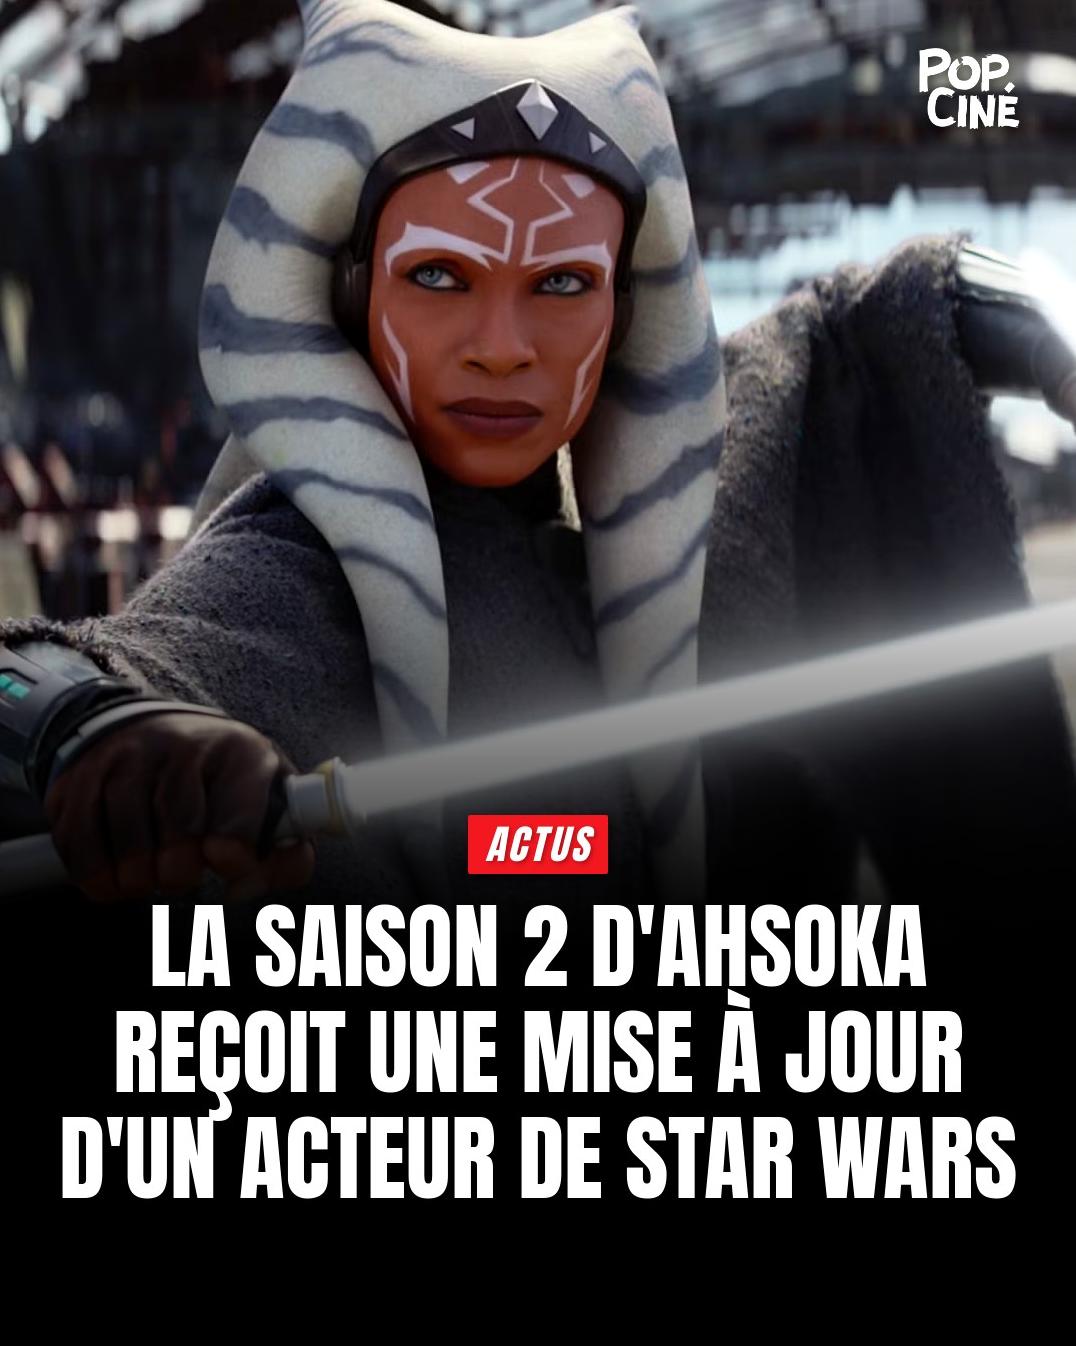 POP.
CINÉ
ACTUS
LA SAISON 2 D'AHSOKA
REÇOIT UNE MISE À JOUR
D'UN ACTEUR DE STAR WARS